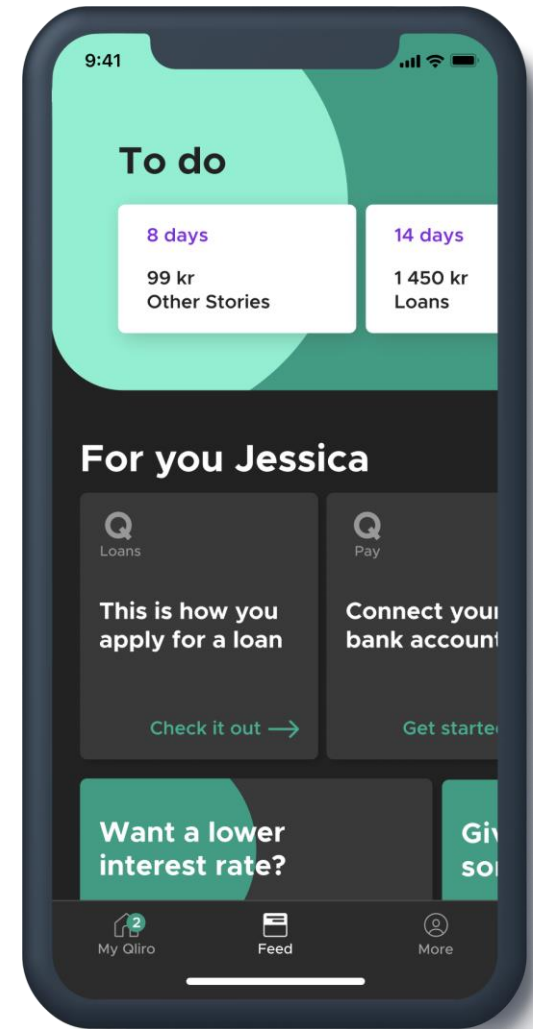 9:41
To do
8 days
99 kr
Other Stories
14 days
1 450 kr
Loans
For you Jessica
Q
Loans
This is how you
apply for a loan
Check it out →
Q
Pay
Connect your
bank account
Get starte
Want a lower
interest rate?
Giv
so
2
My Qliro
Feed
More